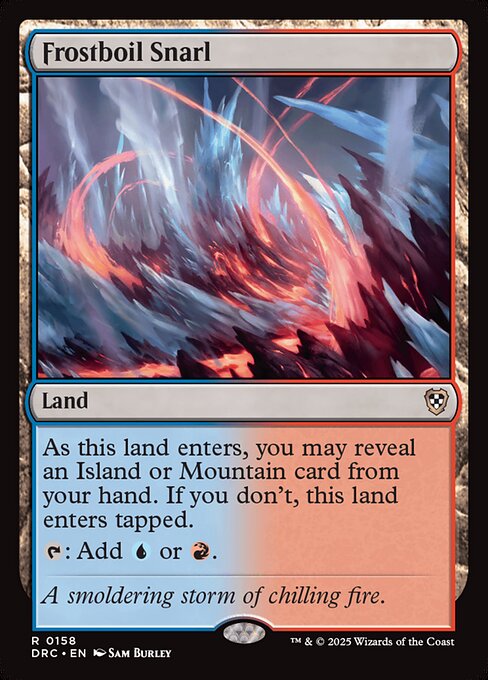 Frostboil Snarl
Land
As this land enters, you may reveal
an Island or Mountain card from
your hand. If you don't, this land
enters tapped.
: Add or .
A smoldering storm of chilling fire.
R 0158
DRC • EN Sam Burley
™ & © 2025 Wizards of the Coast